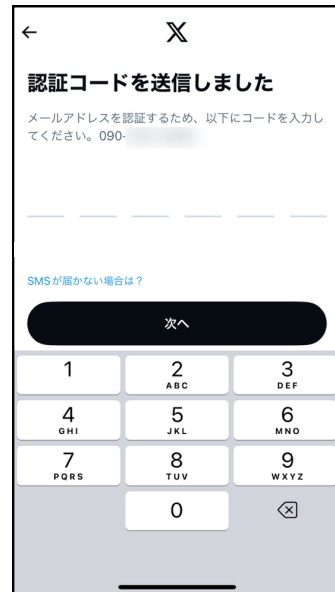 認証コードを送信しました
メールアドレスを認証するため、以下にコードを入力し
てください。090-
SMSが届かない場合は？
次へ
1
2
ABC
3
DEF
4
GHI
5
JKL
6
MNO
7
PQRS
8
TUV
9
WXYZ
0